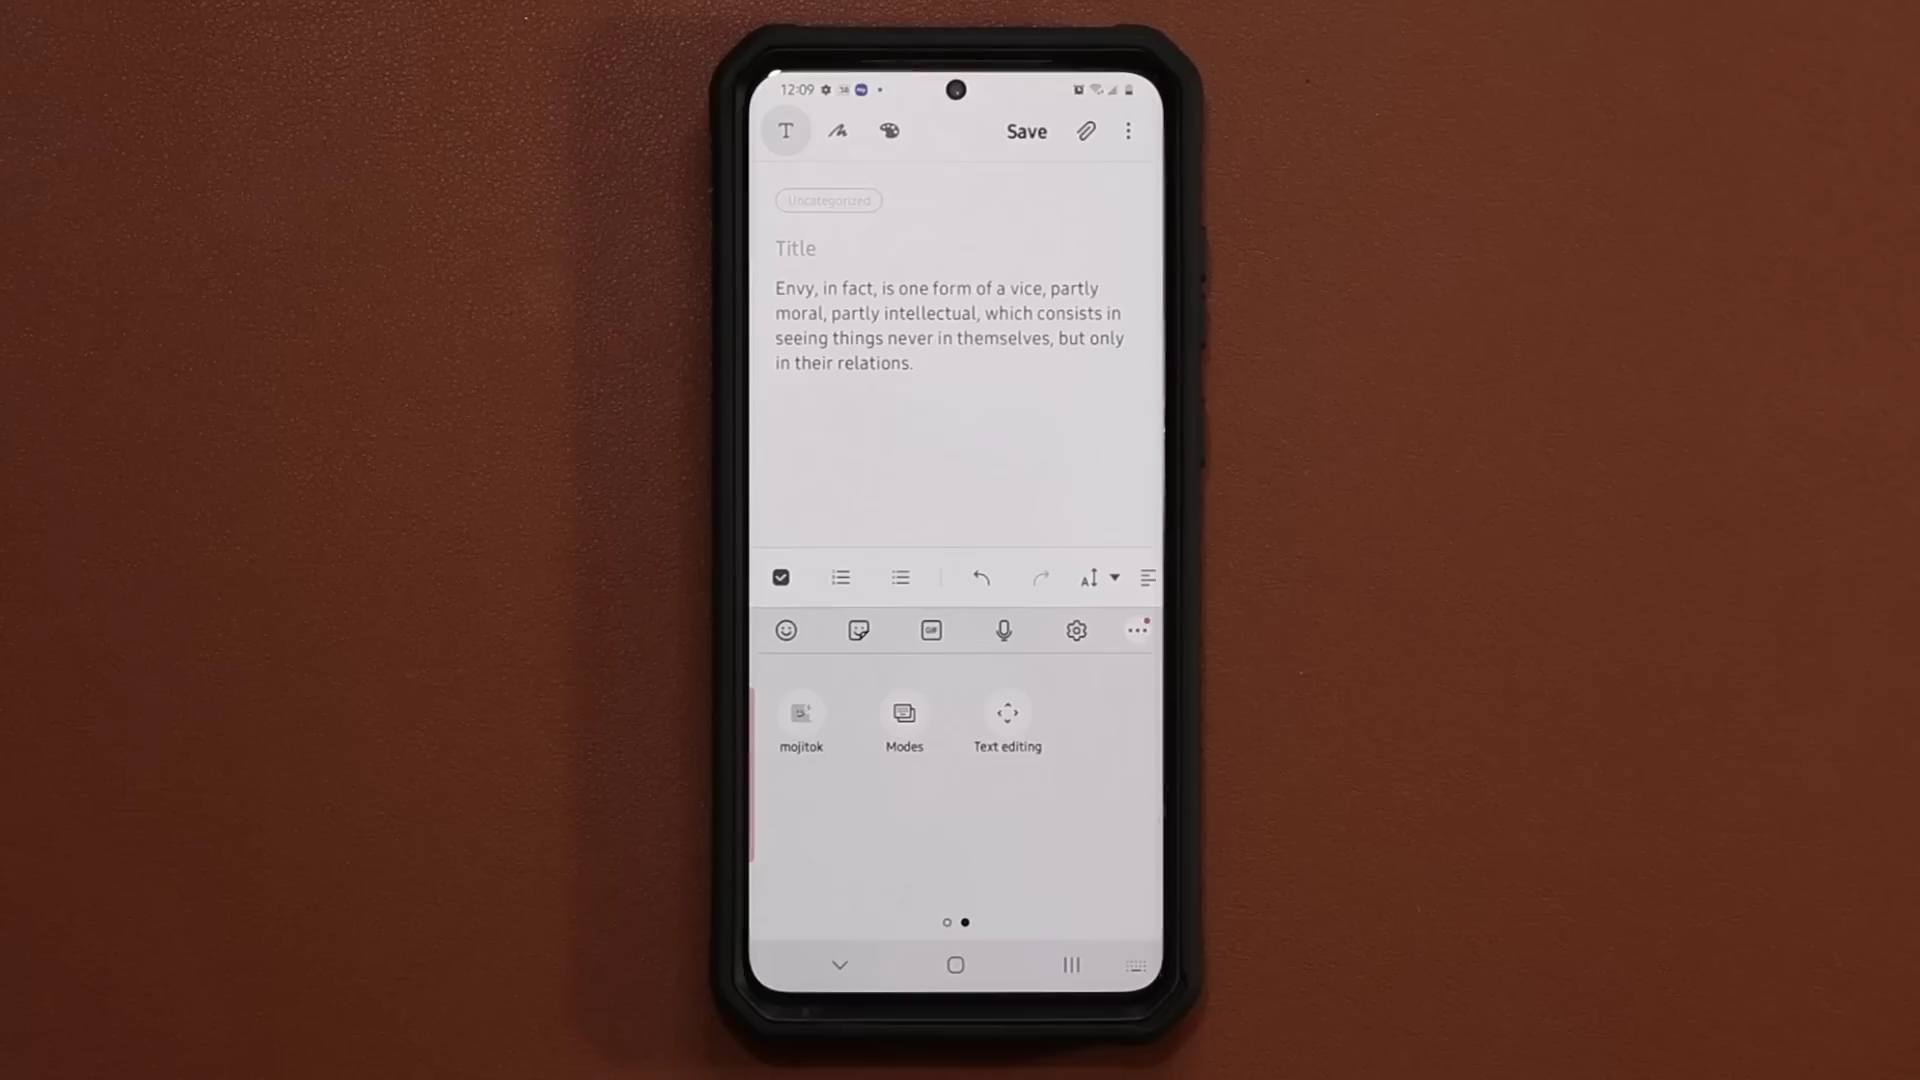 12:09
T
Save
Uncategorized
Title
Envy, in fact, is one form of a vice, partly
moral, partly intellectual, which consists in
seeing things never in themselves, but only
in their relations.
A
GIF
mojitok
Modes
Text editing